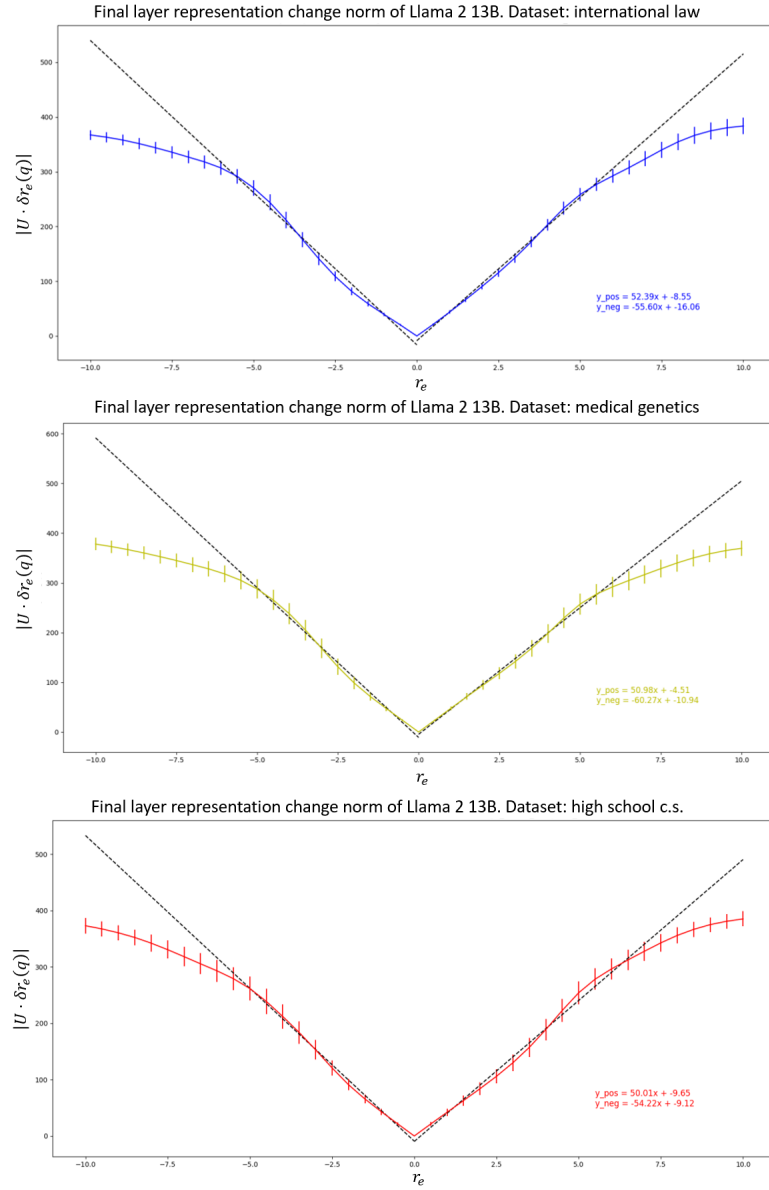 Final layer representation change norm of Llama 2 13B. Dataset: international law
500
400
300
200
100
0
|U · δrₑ(q)|
y_pos = 52.39x + -8.55
y_neg = -55.60x + -16.06
-10.0 -7.5 -5.0 -2.5 0.0 2.5 5.0 7.5 10.0
rₑ
Final layer representation change norm of Llama 2 13B. Dataset: medical genetics
600
500
400
300
200
100
0
|U · δrₑ(q)|
y_pos = 50.98x + -4.51
y_neg = -60.27x + -10.94
-10.0 -7.5 -5.0 -2.5 0.0 2.5 5.0 7.5 10.0
rₑ
Final layer representation change norm of Llama 2 13B. Dataset: high school c.s.
500
400
300
200
100
0
|U · δrₑ(q)|
y_pos = 50.01x + -9.65
y_neg = -54.22x + -9.12
-10.0 -7.5 -5.0 -2.5 0.0 2.5 5.0 7.5 10.0
rₑ